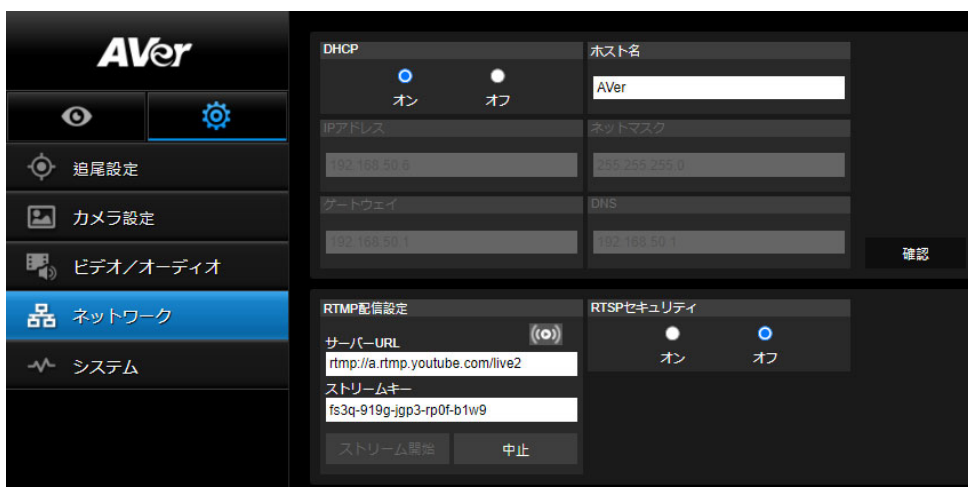 AVer
追尾設定
カメラ設定
ビデオ/オーディオ
ネットワーク
システム
DHCP
オン
オフ
ホスト名
AVer
IPアドレス
192.168.50.6
ネットマスク
255.255.255.0
ゲートウェイ
192.168.50.1
DNS
192.168.50.1
確認
RTMP配信設定
サーバーURL
rtmp://a.rtmp.youtube.com/live2
ストリームキー
fs3q-919g-jgp3-rp0f-b1w9
ストリーム開始
中止
RTSPセキュリティ
オン
オフ